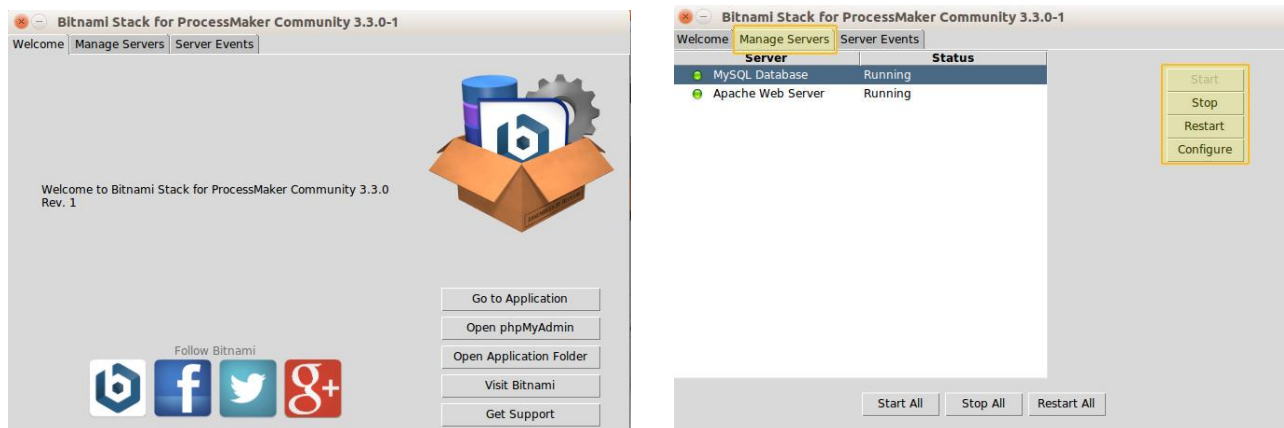 Bitnami Stack for ProcessMaker Community 3.3.0-1
Welcome Manage Servers Server Events
Welcome to Bitnami Stack for ProcessMaker Community 3.3.0
Rev. 1
Go to Application
Open phpMyAdmin
Open Application Folder
Visit Bitnami
Get Support
Follow Bitnami
Bitnami Stack for ProcessMaker Community 3.3.0-1
Welcome Manage Servers Server Events
Server Status
MySQL Database Running
Apache Web Server Running
Start
Stop
Restart
Configure
Start All Stop All Restart All